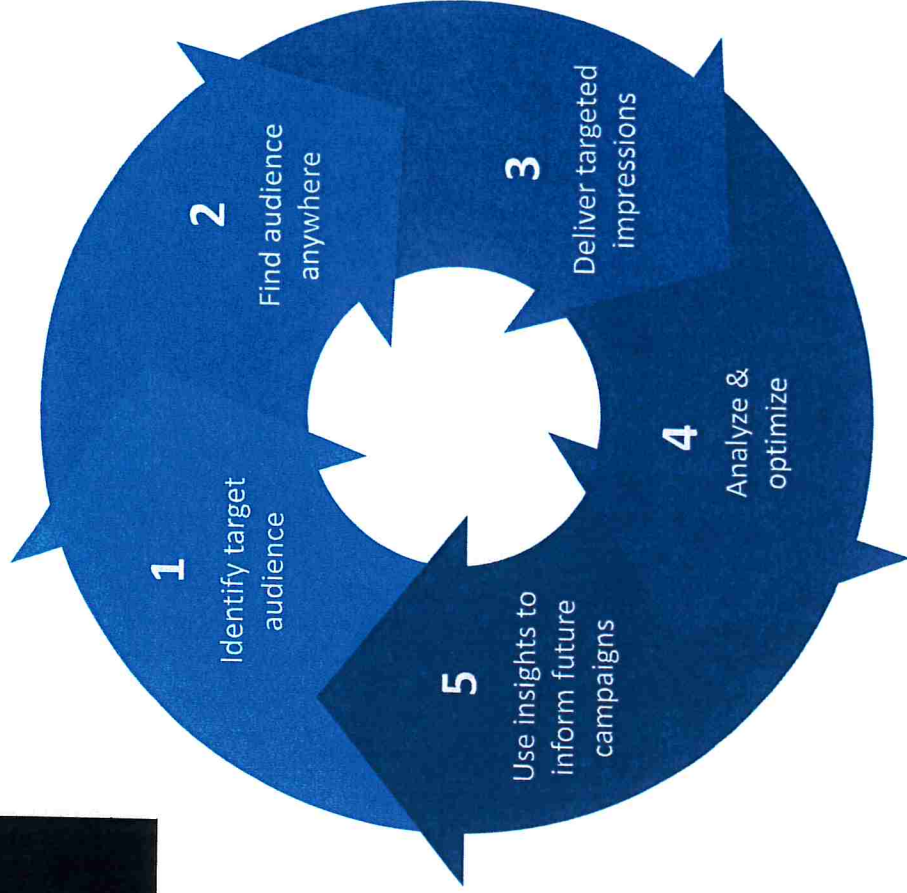 1
Identify target
audience
2
Find audience
anywhere
3
Deliver targeted
impressions
4
Analyze &
optimize
5
Use insights to
inform future
campaigns